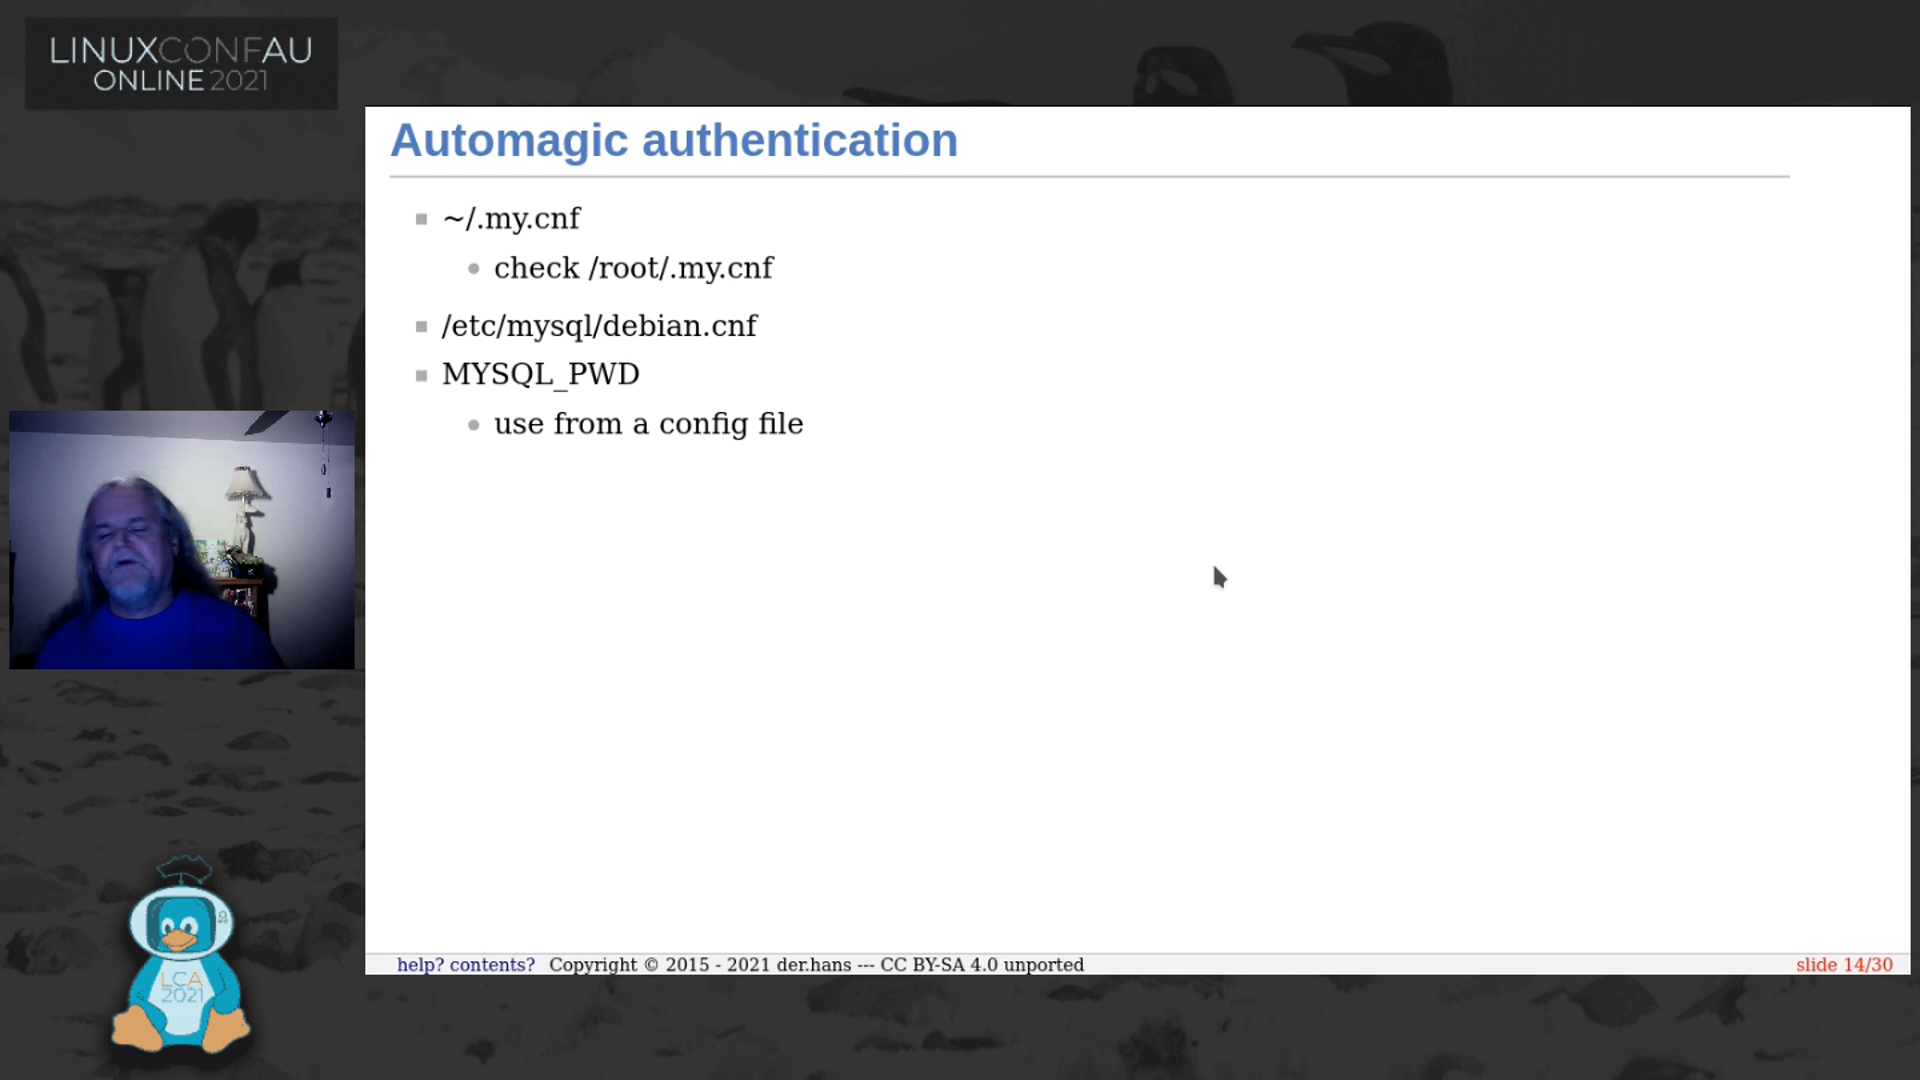 LINUXCONFAU
ONLINE 2021
Automagic authentication
~/.my.cnf
check /root/.my.cnf
/etc/mysql/debian.cnf
MYSQL_PWD
use from a config file
LCA
2021
help? contents? Copyright © 2015 - 2021 der.hans --- CC BY-SA 4.0 unported
slide 14/30